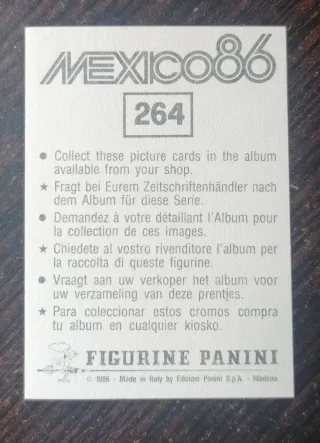 MEXICO86
264
● Collect these picture cards in the album
available from your shop.
★ Fragt bei Eurem Zeitschriftenhändler nach
dem Album für diese Serie.
● Demandez à votre détaillant l'Album pour
la collection de ces images.
★ Chiedete al vostro rivenditore l'album per
la raccolta di queste figurine.
● Vraagt aan uw verkoper het album voor
uw verzameling van deze prentjes.
★ Para coleccionar estos cromos compra
tu album en cualquier kiosko.
FIGURINE PANINI
© 1986 - Made in Italy by Edizioni Panini S.p.A. - Modena